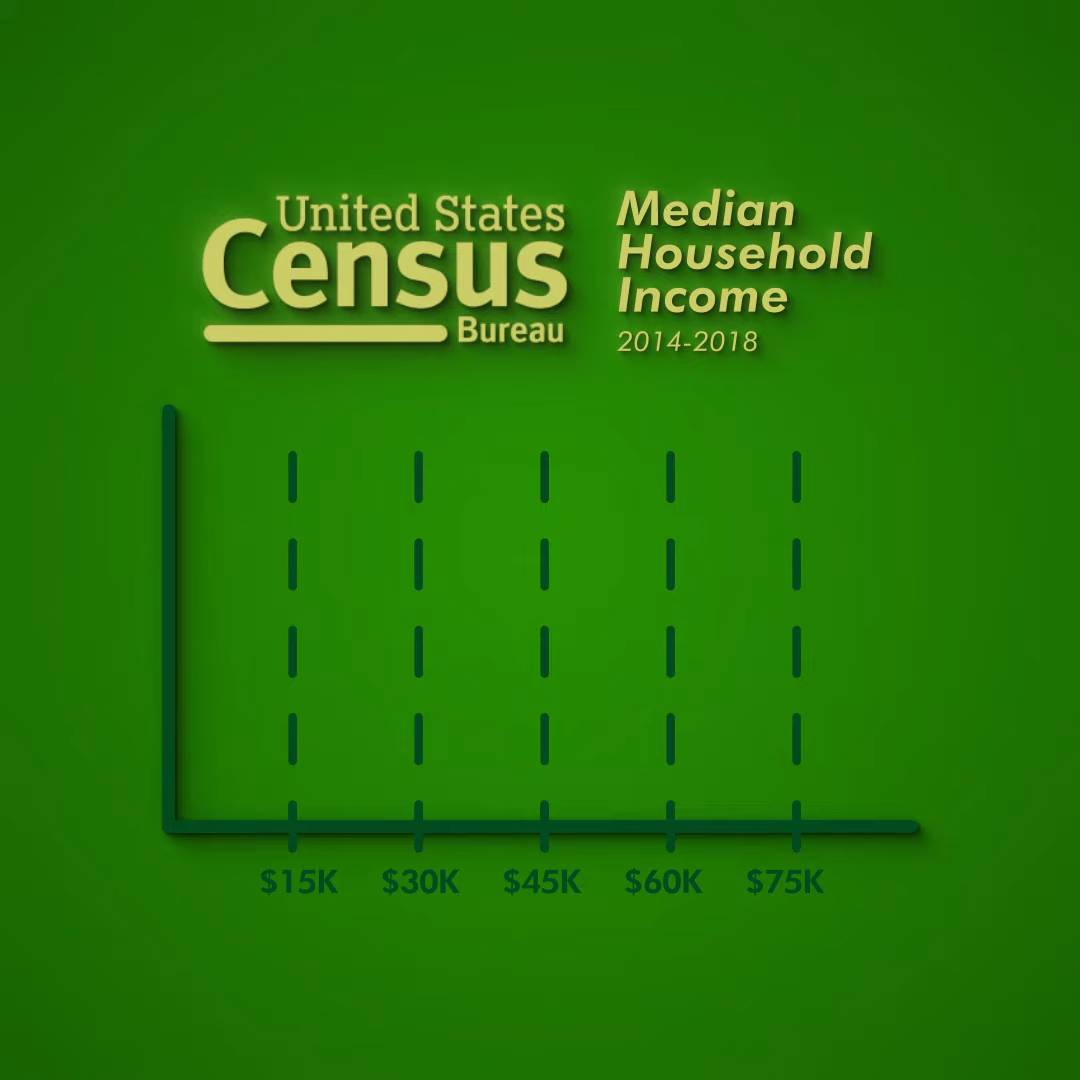 United States
Census
Bureau
Median
Household
Income
2014-2018
$15K $30K $45K $60K $75K